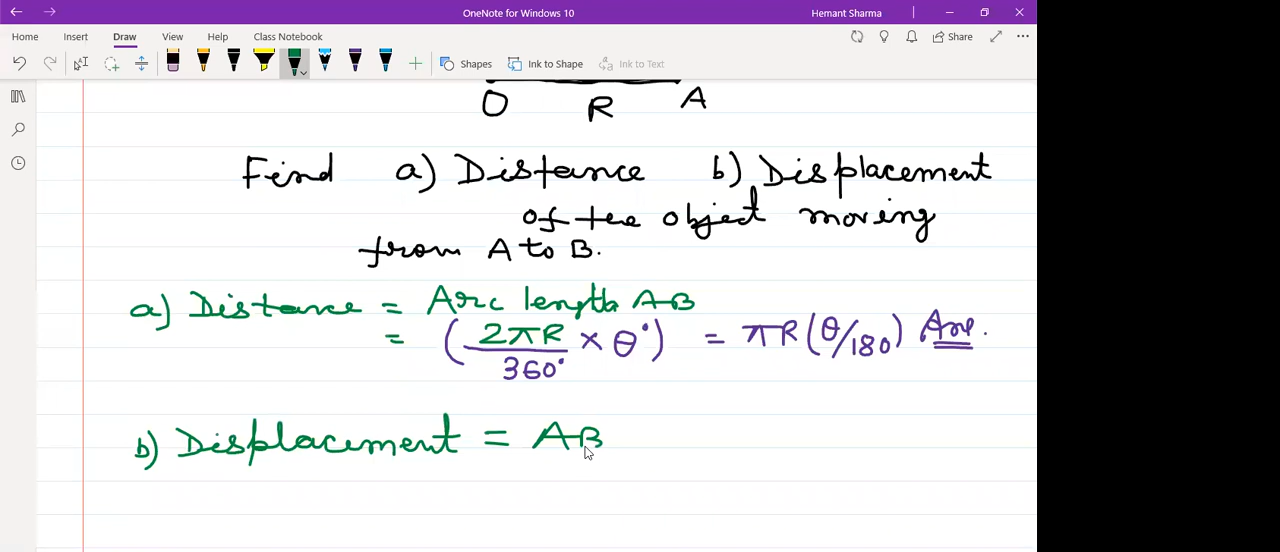 OneNote for Windows 10
Hemant Sharma
Home Insert Draw View Help Class Notebook
Share
Shapes Ink to Shape Ink to Text
O R A
Find a) Distance b) Displacement
of the object moving
from A to B.
a) Distance = Arc length AB
= (2πR/360° × θ°) = πR(θ/180) Ans.
b) Displacement = AB